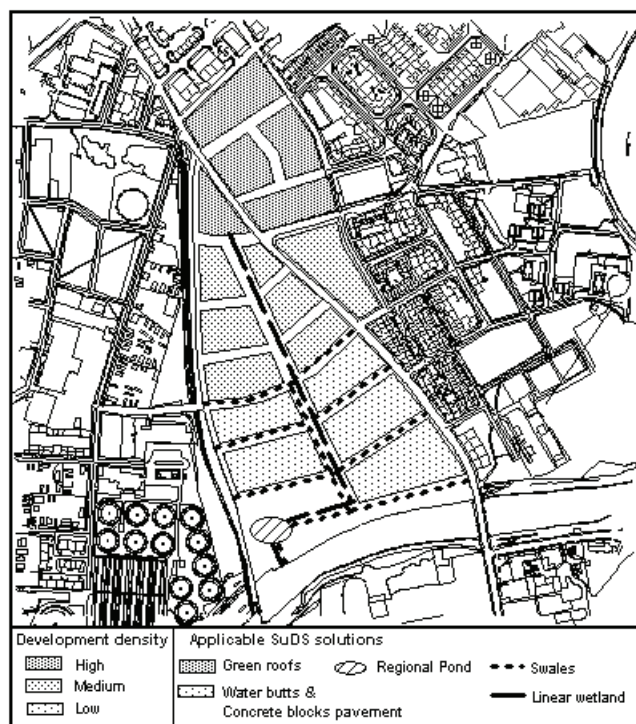 Development density
High
Medium
Low
Applicable SuDS solutions
Green roofs
Regional Pond
Swales
Water butts &
Concrete blocks pavement
Linear wetland